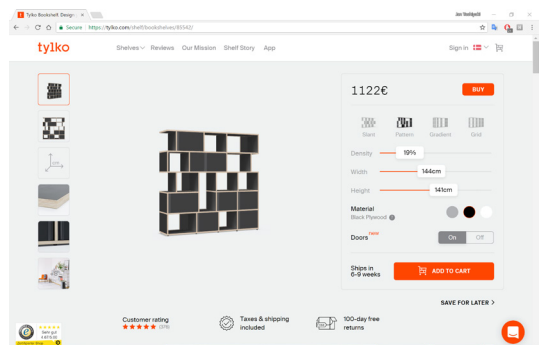 Tylko Bookshelf: Design
Secure | https://tylko.com/shelf/bookshelves/85542/
tylko
Shelves Reviews Our Mission Shelf Story App
Sign in
1122€
BUY
Slant Pattern Gradient Grid
Density 19%
Width 144cm
Height 141cm
Material
Black Plywood
Doors New
On Off
Ships in
6-9 weeks
ADD TO CART
SAVE FOR LATER >
Customer rating
Taxes & shipping
included
100-day free
returns
Sehr gut